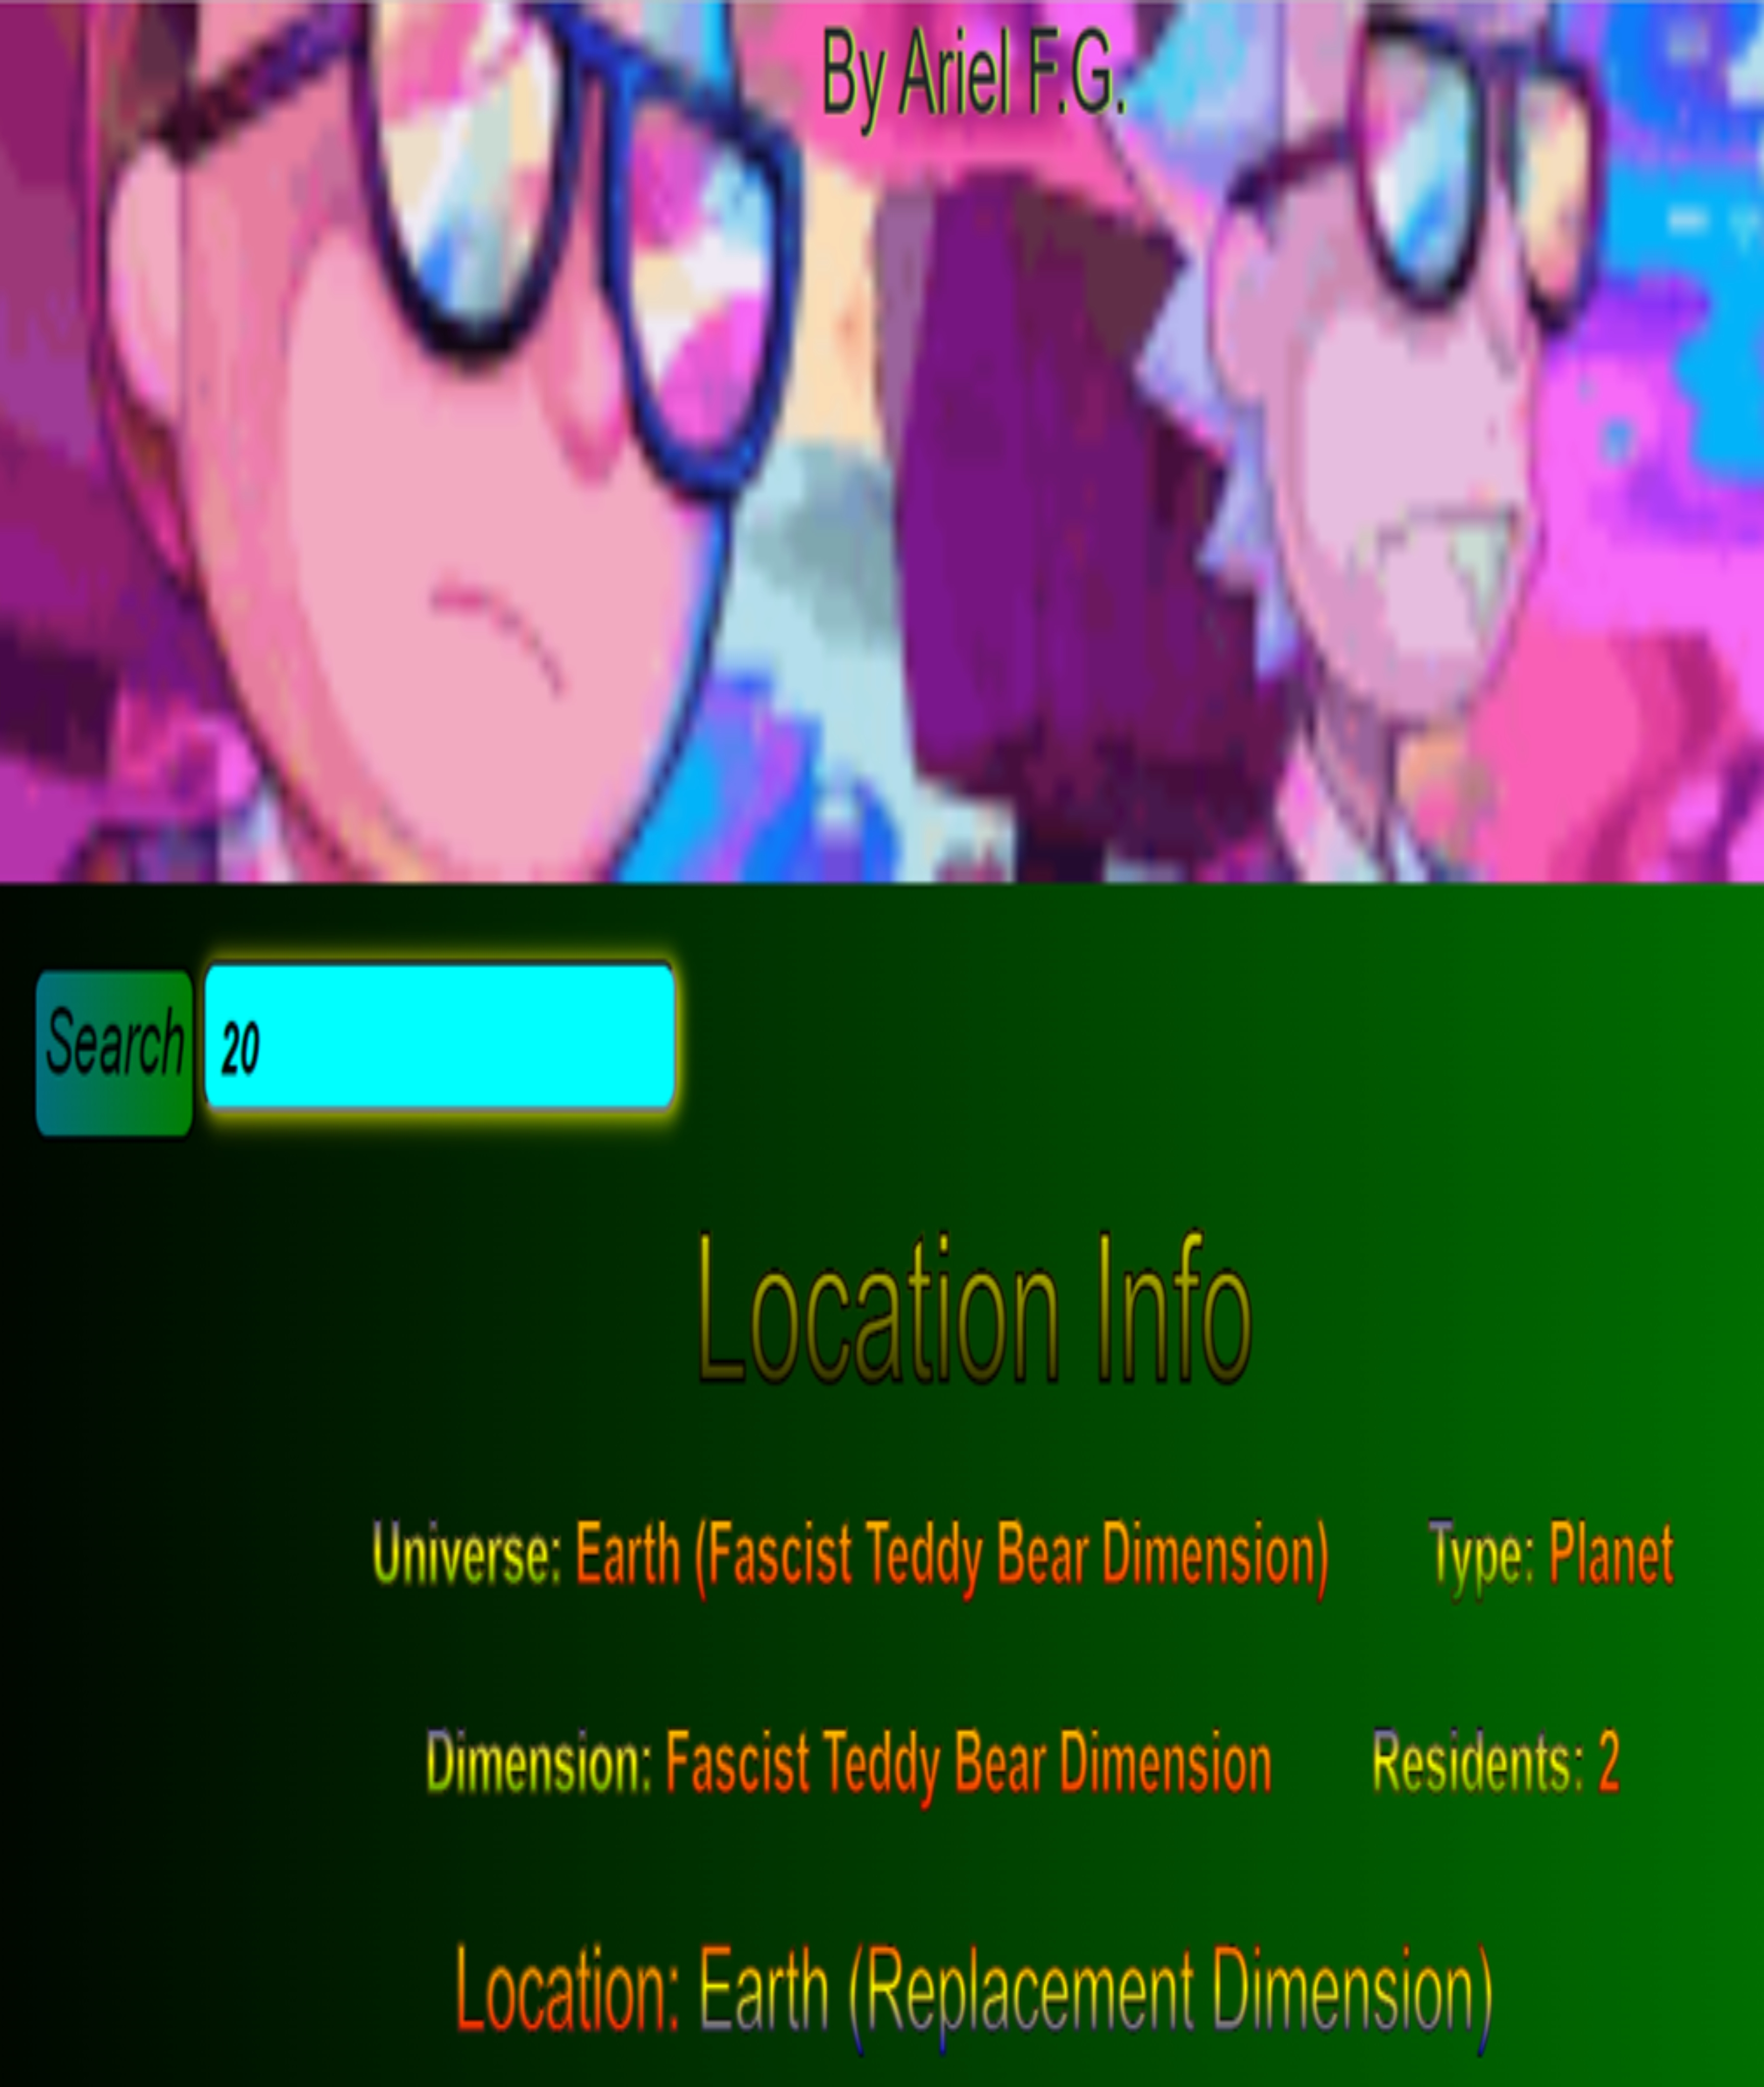 By Ariel F.G.
Search 20
Location Info
Universe: Earth (Fascist Teddy Bear Dimension) Type: Planet
Dimension: Fascist Teddy Bear Dimension Residents: 2
Location: Earth (Replacement Dimension)